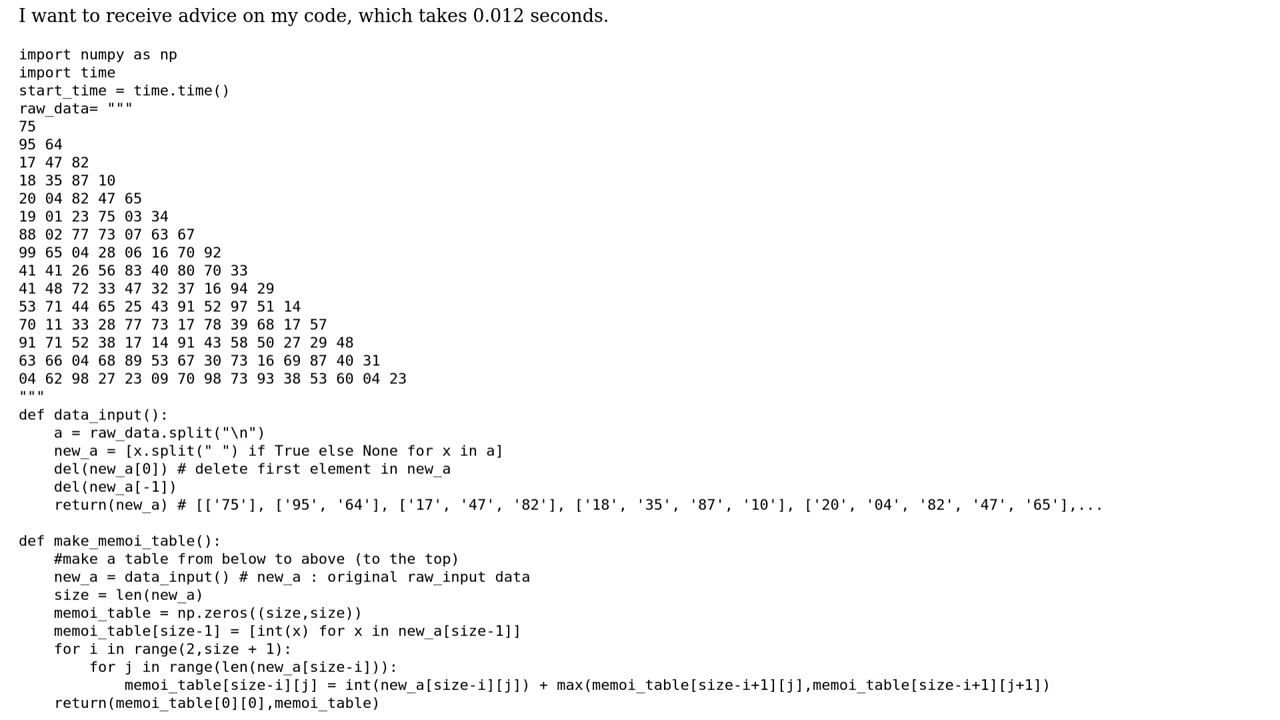 I want to receive advice on my code, which takes 0.012 seconds.
import numpy as np
import time
start_time = time.time()
raw_data= """
75
95 64
17 47 82
18 35 87 10
20 04 82 47 65
19 01 23 75 03 34
88 02 77 73 07 63 67
99 65 04 28 06 16 70 92
41 41 26 56 83 40 80 70 33
41 48 72 33 47 32 37 16 94 29
53 71 44 65 25 43 91 52 97 51 14
70 11 33 28 77 73 17 78 39 68 17 57
91 71 52 38 17 14 91 43 58 50 27 29 48
63 66 04 68 89 53 67 30 73 16 69 87 40 31
04 62 98 27 23 09 70 98 73 93 38 53 60 04 23
"""
def data_input():
    a = raw_data.split("\n")
    new_a = [x.split(" ") if True else None for x in a]
    del(new_a[0]) # delete first element in new_a
    del(new_a[-1])
    return(new_a) # [['75'], ['95', '64'], ['17', '47', '82'], ['18', '35', '87', '10'], ['20', '04', '82', '47', '65'],...

def make_memoi_table():
    #make a table from below to above (to the top)
    new_a = data_input() # new_a : original raw_input data
    size = len(new_a)
    memoi_table = np.zeros((size,size))
    memoi_table[size-1] = [int(x) for x in new_a[size-1]]
    for i in range(2,size + 1):
        for j in range(len(new_a[size-i])):
            memoi_table[size-i][j] = int(new_a[size-i][j]) + max(memoi_table[size-i+1][j],memoi_table[size-i+1][j+1])
    return(memoi_table[0][0],memoi_table)